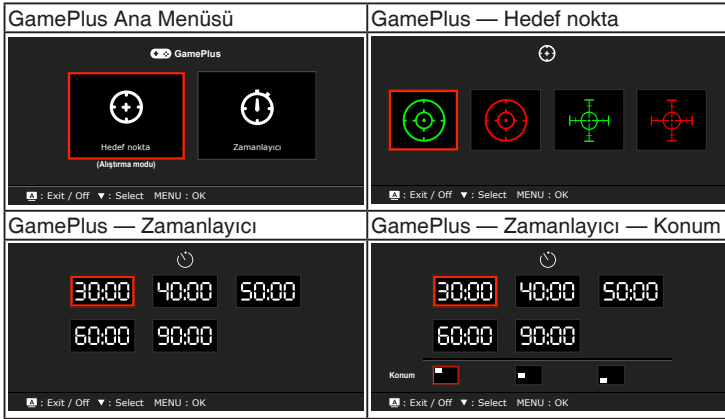 GamePlus Ana Menüsü
GamePlus
Hedef nokta
(Alıştırma modu)
Zamanlayıcı
A : Exit / Off ▼ : Select MENU : OK
GamePlus — Hedef nokta
A : Exit / Off ▼ : Select MENU : OK
GamePlus — Zamanlayıcı
30:00 40:00 50:00
60:00 90:00
A : Exit / Off ▼ : Select MENU : OK
GamePlus — Zamanlayıcı — Konum
30:00 40:00 50:00
60:00 90:00
Konum
A : Exit / Off ▼ : Select MENU : OK